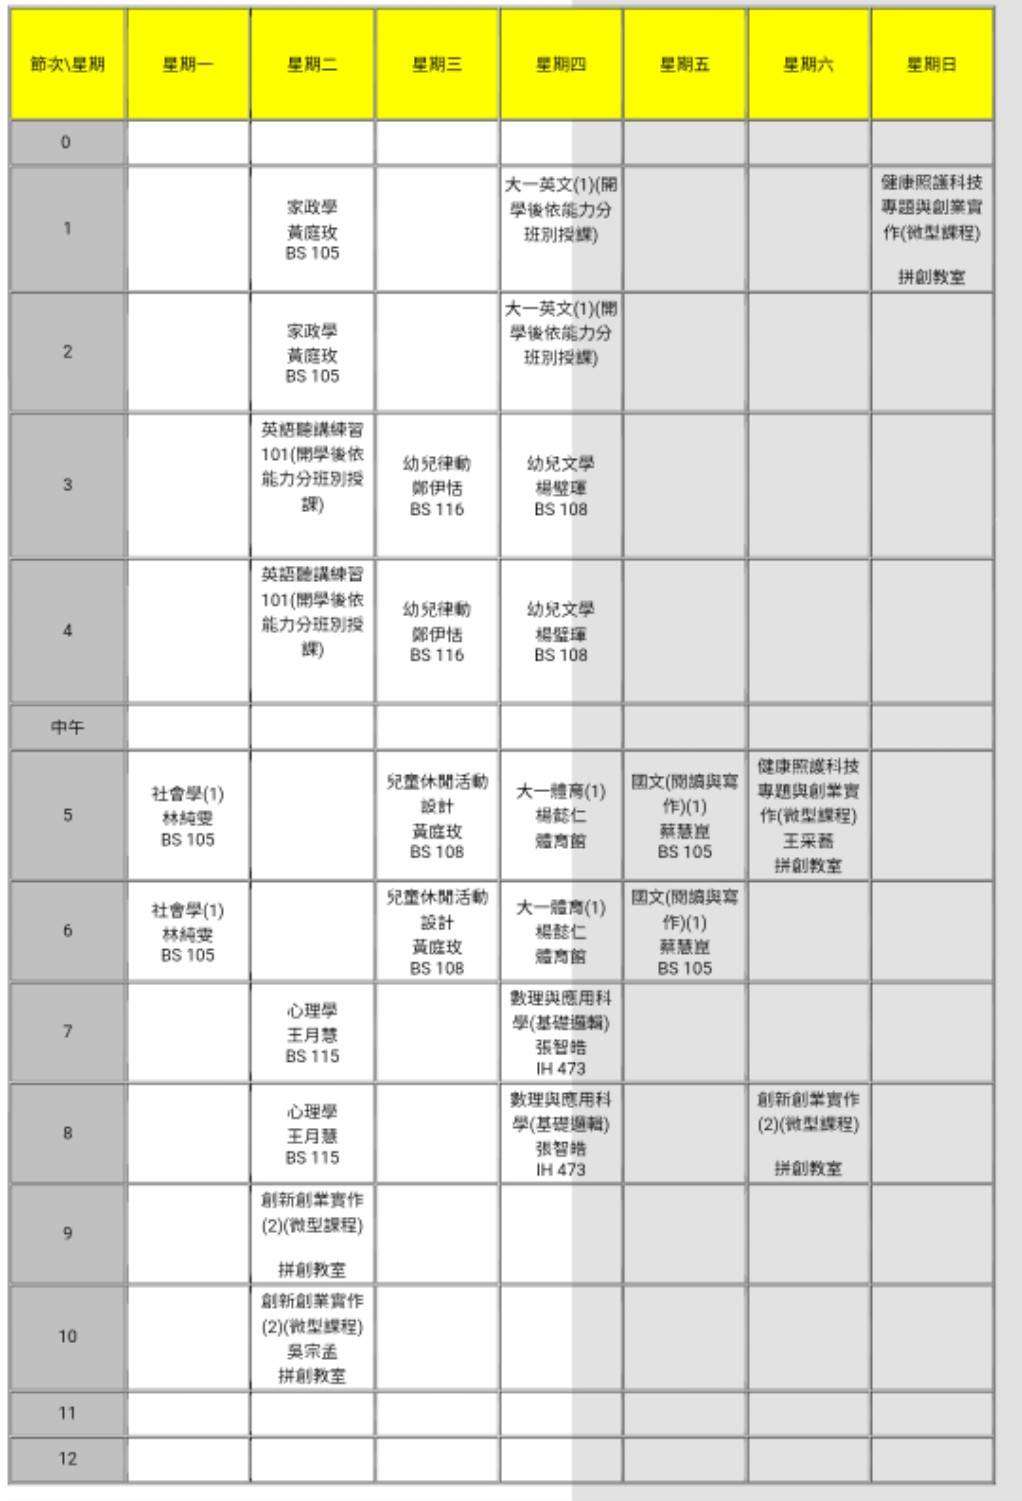 節次\星期 星期一 星期二 星期三 星期四 星期五 星期六 星期日
0
1
家政學
黃庭玫
BS 105
大一英文(1)(開
學後依能力分
班別授課)
健康照護科技
專題與創業實
作(微型課程)
拼創教室
2
家政學
黃庭玫
BS 105
大一英文(1)(開
學後依能力分
班別授課)
3
英語聽講練習
101(開學後依
能力分班別授
課)
幼兒律動
鄭伊恬
BS 116
幼兒文學
楊璧琿
BS 108
4
英語聽講練習
101(開學後依
能力分班別授
課)
幼兒律動
鄭伊恬
BS 116
幼兒文學
楊璧琿
BS 108
中午
5
社會學(1)
林純雯
BS 105
兒童休閒活動
設計
黃庭玫
BS 108
大一體育(1)
楊懿仁
體育館
國文(閱讀與寫
作)(1)
蔡慧崑
BS 105
健康照護科技
專題與創業實
作(微型課程)
王采蕎
拼創教室
6
社會學(1)
林純雯
BS 105
兒童休閒活動
設計
黃庭玫
BS 108
大一體育(1)
楊懿仁
體育館
國文(閱讀與寫
作)(1)
蔡慧崑
BS 105
7
心理學
王月慧
BS 115
數理與應用科
學(基礎邏輯)
張智皓
IH 473
8
心理學
王月慧
BS 115
數理與應用科
學(基礎邏輯)
張智皓
IH 473
創新創業實作
(2)(微型課程)
拼創教室
9
創新創業實作
(2)(微型課程)
拼創教室
10
創新創業實作
(2)(微型課程)
吳宗孟
拼創教室
11
12